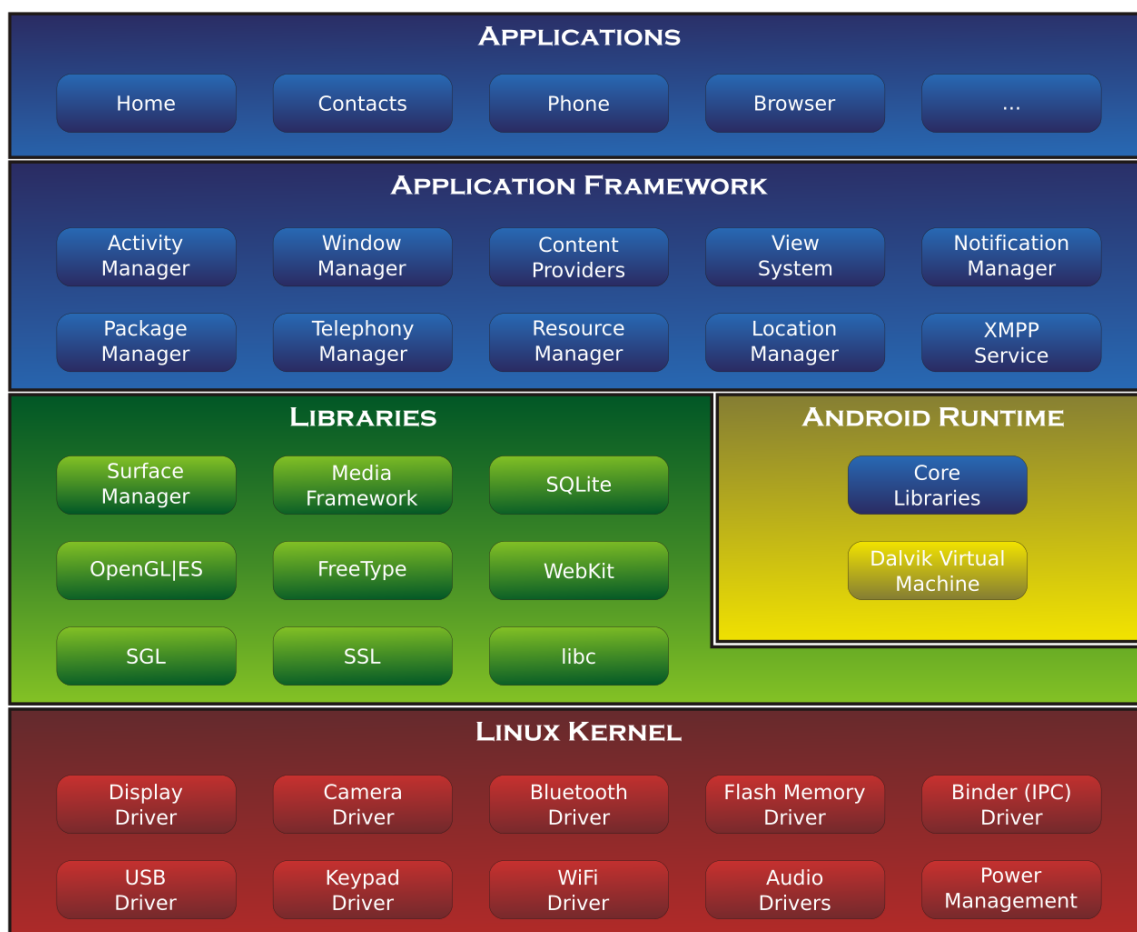 APPLICATIONS
Home
Contacts
Phone
Browser
...
APPLICATION FRAMEWORK
Activity
Manager
Window
Manager
Content
Providers
View
System
Notification
Manager
Package
Manager
Telephony
Manager
Resource
Manager
Location
Manager
XMPP
Service
LIBRARIES
Surface
Manager
Media
Framework
SQLite
OpenGL|ES
FreeType
WebKit
SGL
SSL
libc
ANDROID RUNTIME
Core
Libraries
Dalvik Virtual
Machine
LINUX KERNEL
Display
Driver
Camera
Driver
Bluetooth
Driver
Flash Memory
Driver
Binder (IPC)
Driver
USB
Driver
Keypad
Driver
WiFi
Driver
Audio
Drivers
Power
Management